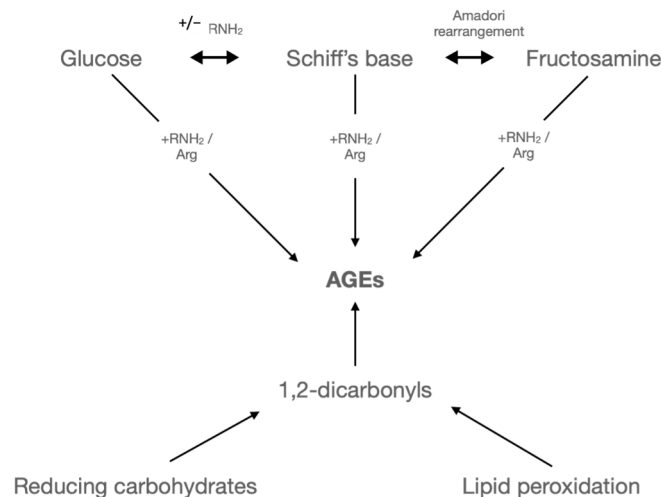 +/- RNH₂
Amadori
rearrangement
Glucose
Schiff's base
Fructosamine
+RNH₂ /
Arg
+RNH₂ /
Arg
+RNH₂ /
Arg
AGEs
1,2-dicarbonyls
Reducing carbohydrates
Lipid peroxidation